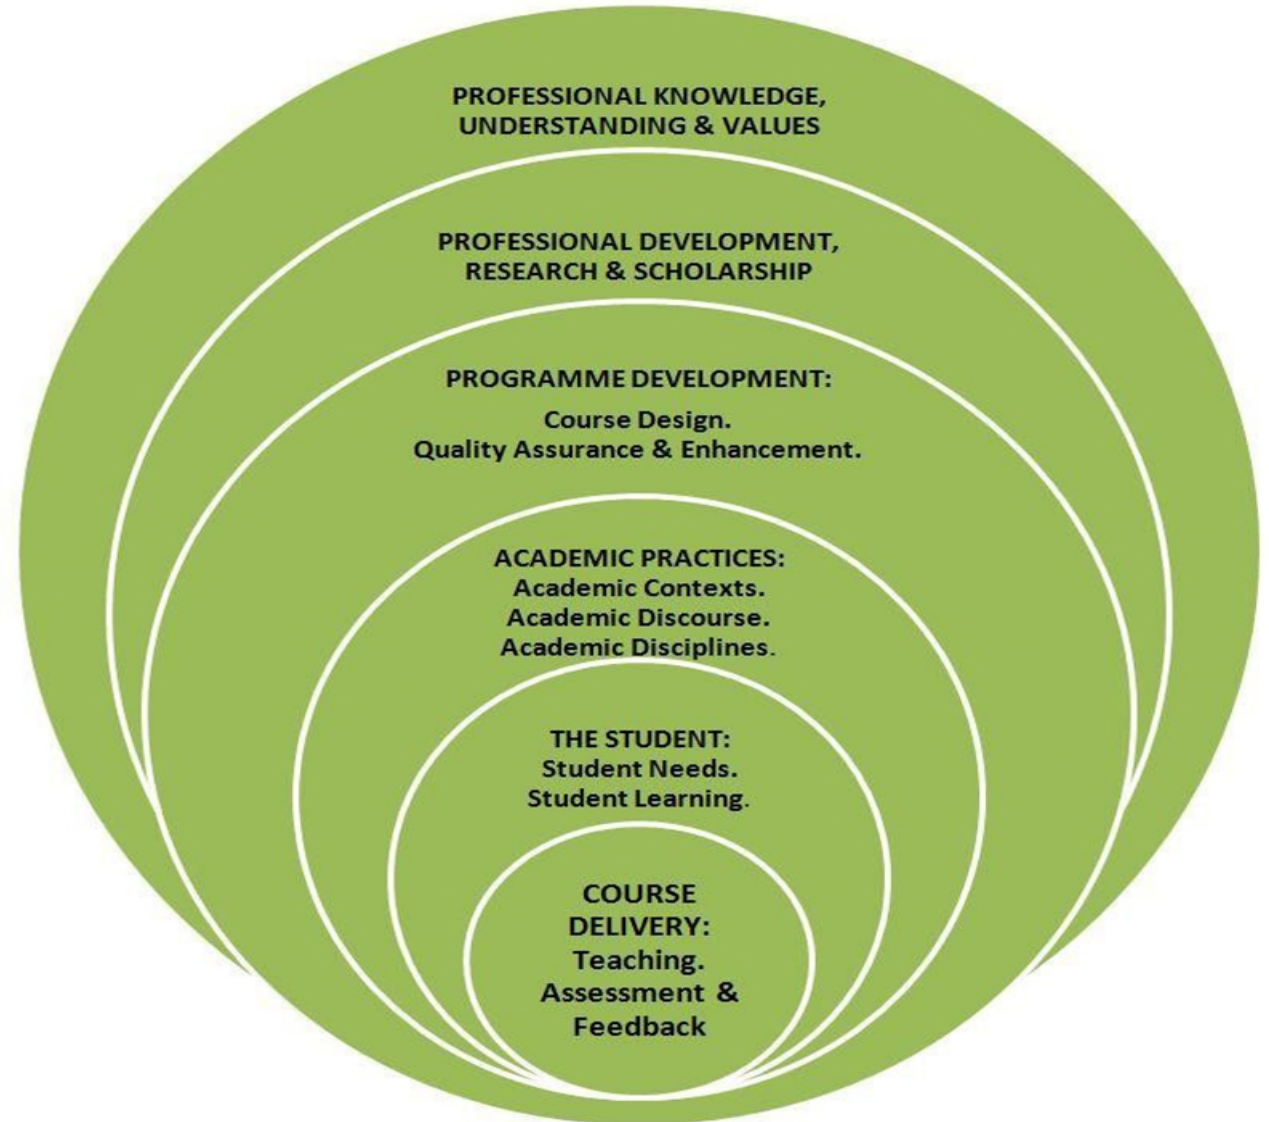 PROFESSIONAL KNOWLEDGE,
UNDERSTANDING & VALUES
PROFESSIONAL DEVELOPMENT,
RESEARCH & SCHOLARSHIP
PROGRAMME DEVELOPMENT:
Course Design.
Quality Assurance & Enhancement.
ACADEMIC PRACTICES:
Academic Contexts.
Academic Discourse.
Academic Disciplines.
THE STUDENT:
Student Needs.
Student Learning.
COURSE
DELIVERY:
Teaching.
Assessment &
Feedback